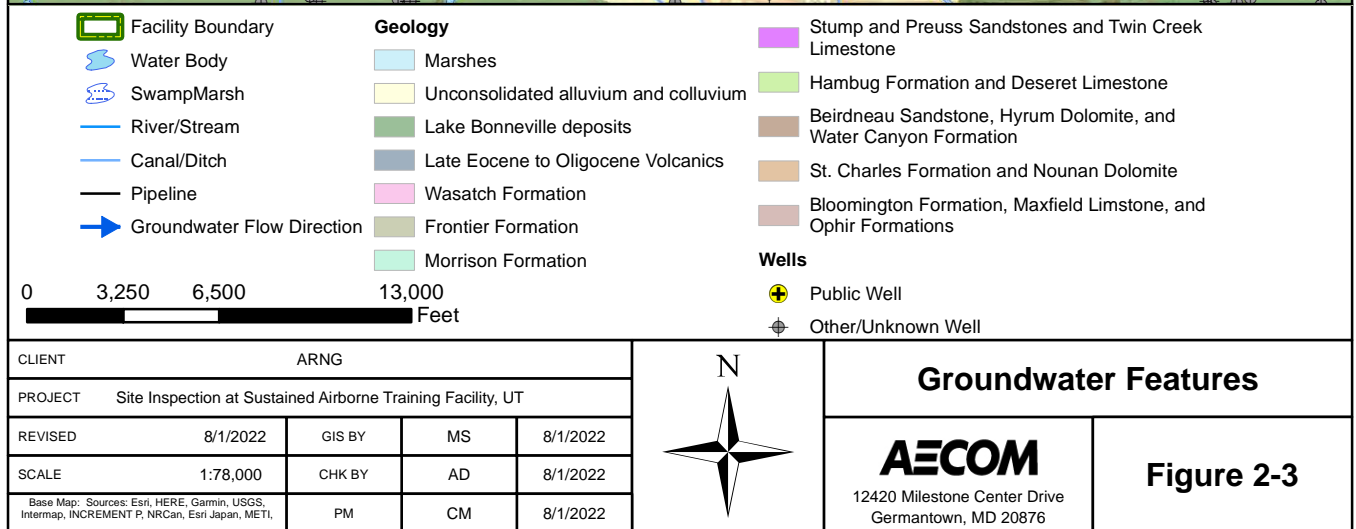 Facility Boundary
Water Body
SwampMarsh
River/Stream
Canal/Ditch
Pipeline
Groundwater Flow Direction
Geology
Marshes
Unconsolidated alluvium and colluvium
Lake Bonneville deposits
Late Eocene to Oligocene Volcanics
Wasatch Formation
Frontier Formation
Morrison Formation
Stump and Preuss Sandstones and Twin Creek
Limestone
Hambug Formation and Deseret Limestone
Beirdneau Sandstone, Hyrum Dolomite, and
Water Canyon Formation
St. Charles Formation and Nounan Dolomite
Bloomington Formation, Maxfield Limstone, and
Ophir Formations
Wells
Public Well
Other/Unknown Well
0 3,250 6,500 13,000
Feet
CLIENT ARNG
PROJECT Site Inspection at Sustained Airborne Training Facility, UT
REVISED 8/1/2022 GIS BY MS 8/1/2022
SCALE 1:78,000 CHK BY AD 8/1/2022
Base Map: Sources: Esri, HERE, Garmin, USGS,
Intermap, INCREMENT P, NRCan, Esri Japan, METI,
PM CM 8/1/2022
N
Groundwater Features
AECOM
12420 Milestone Center Drive
Germantown, MD 20876
Figure 2-3